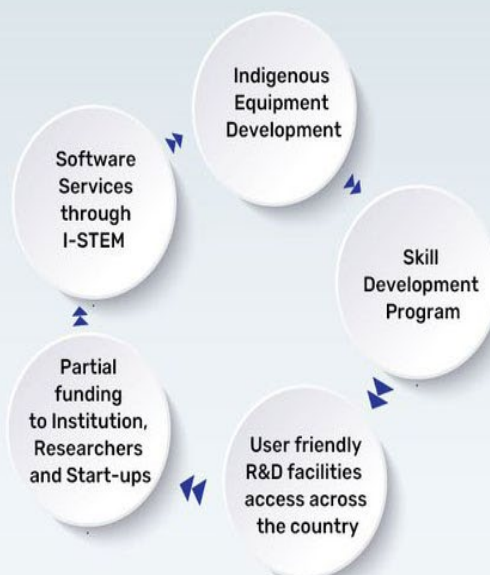 Indigenous
Equipment
Development
Skill
Development
Program
User friendly
R&D facilities
access across
the country
Partial
funding
to Institution,
Researchers
and Start-ups
Software
Services
through
I-STEM